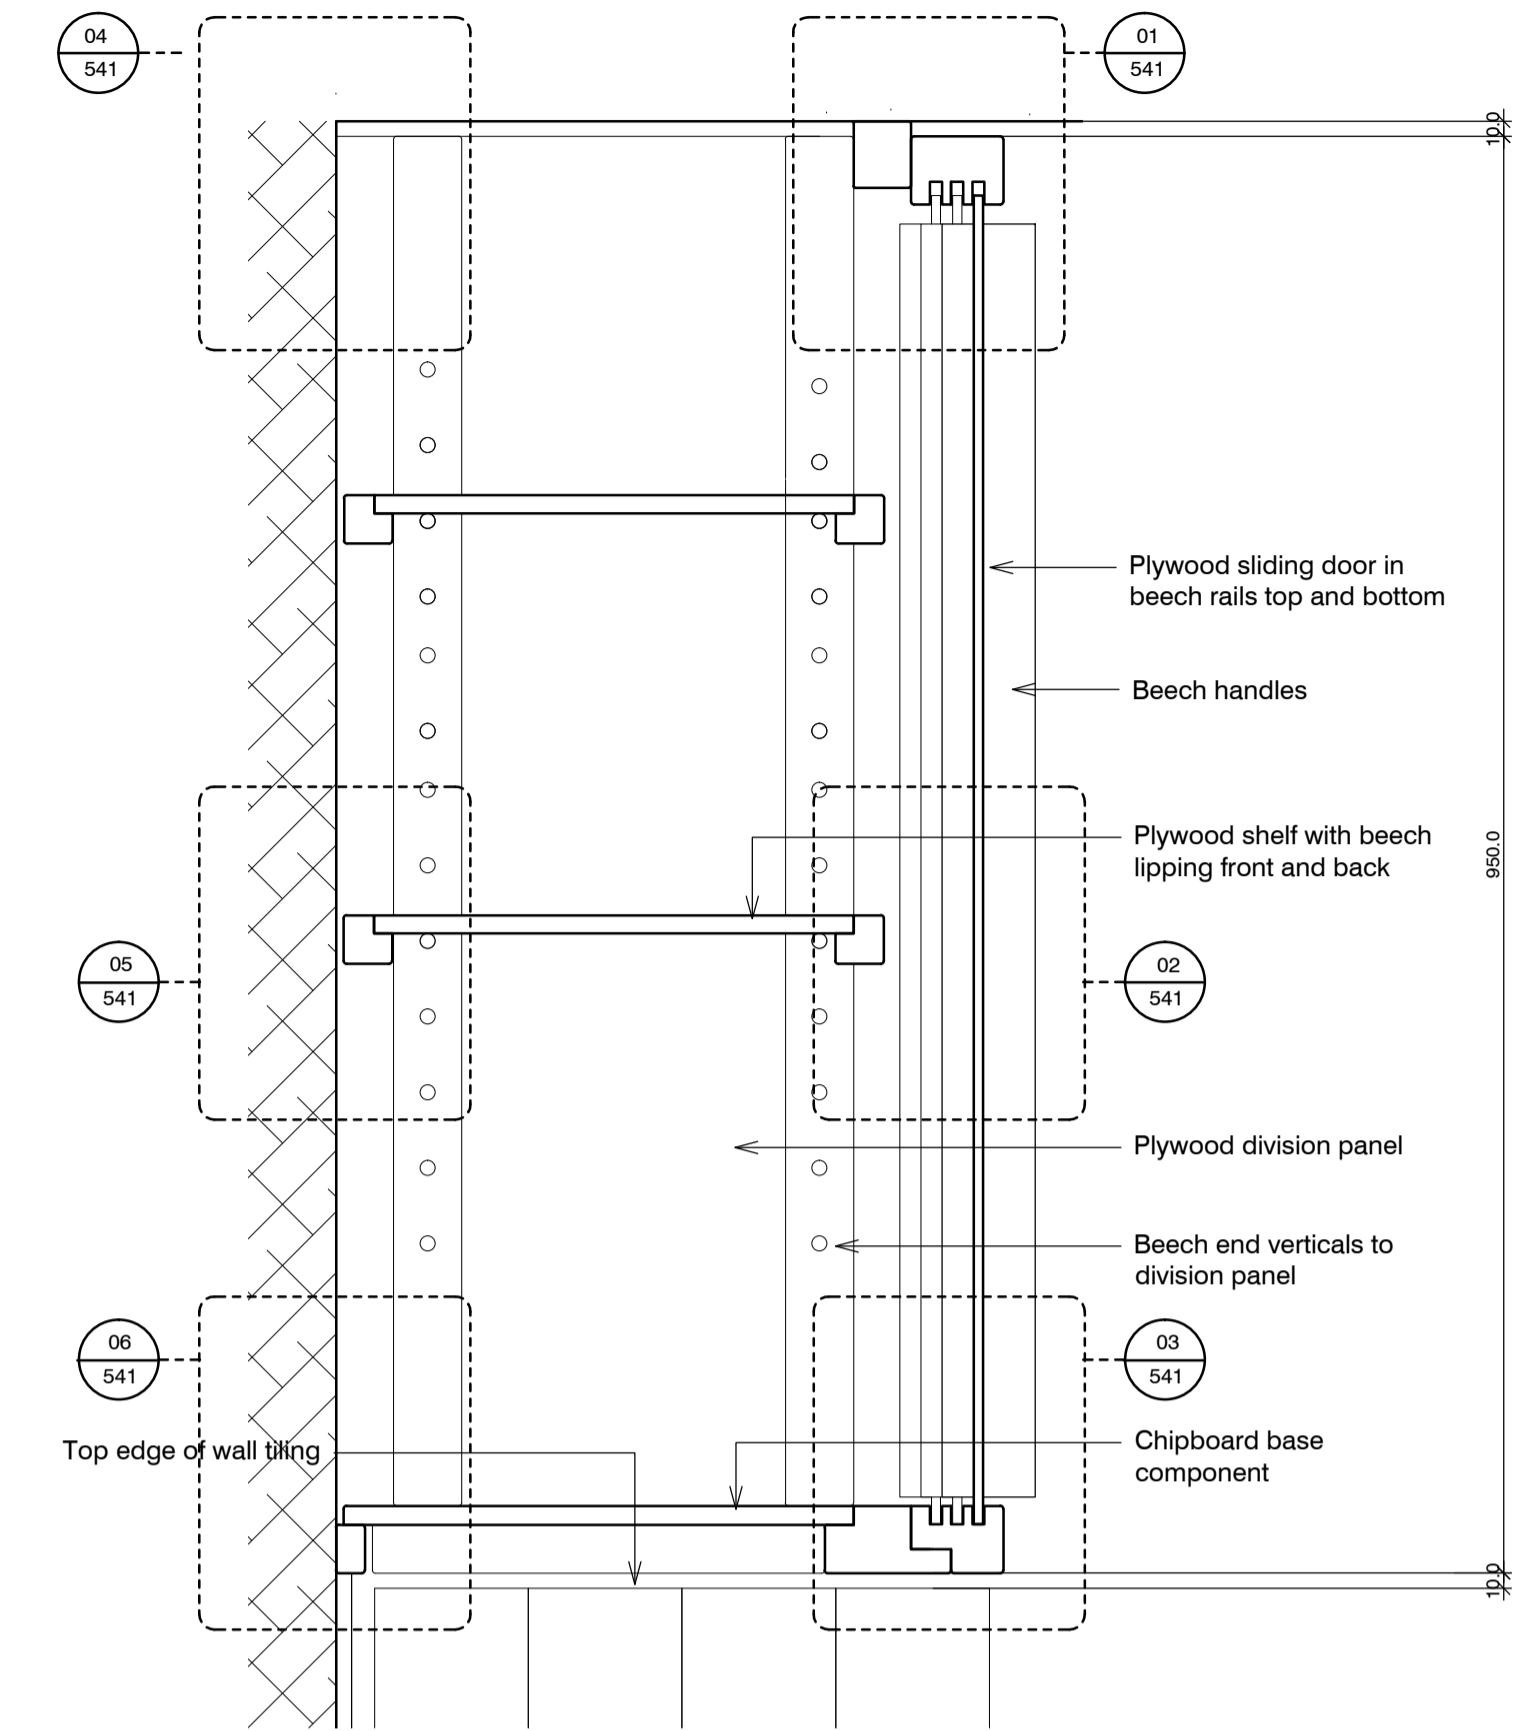 04
541
01
541
10.0
Plywood sliding door in
beech rails top and bottom
Beech handles
Plywood shelf with beech
lipping front and back
950.0
05
541
02
541
Plywood division panel
Beech end verticals to
division panel
06
541
03
541
Top edge of wall tiling
Chipboard base
component
10.0